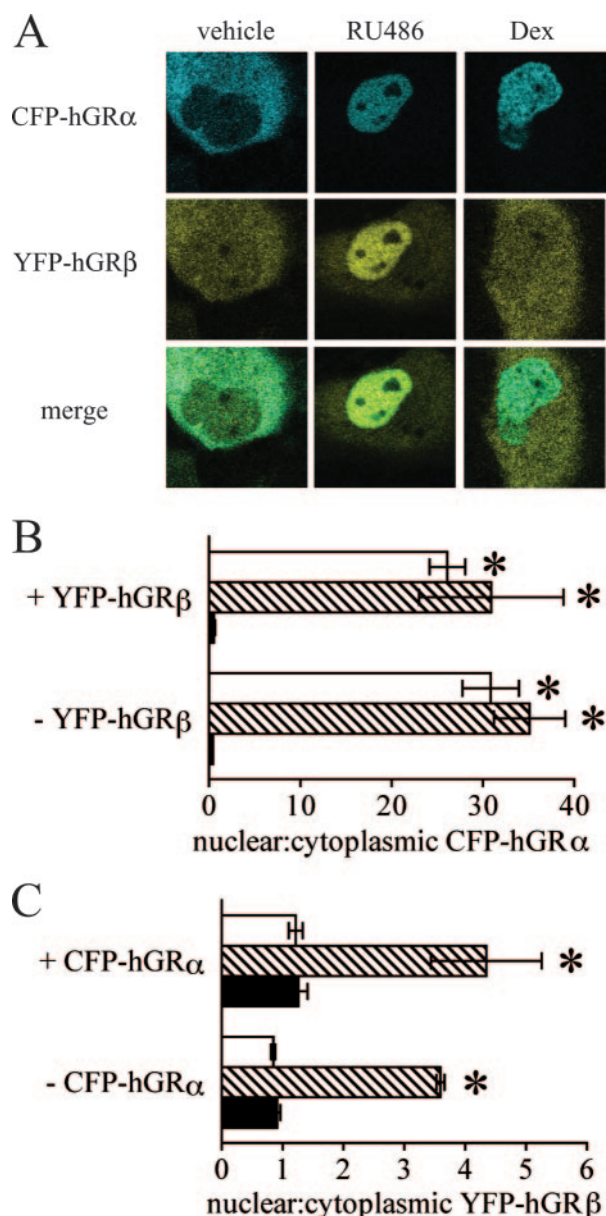 A
vehicle RU486 Dex
CFP-hGRα
YFP-hGRβ
merge
B
*
+ YFP-hGRβ *
*
- YFP-hGRβ *
0 10 20 30 40
nuclear:cytoplasmic CFP-hGRα
C
+ CFP-hGRα *
- CFP-hGRα *
0 1 2 3 4 5 6
nuclear:cytoplasmic YFP-hGRβ